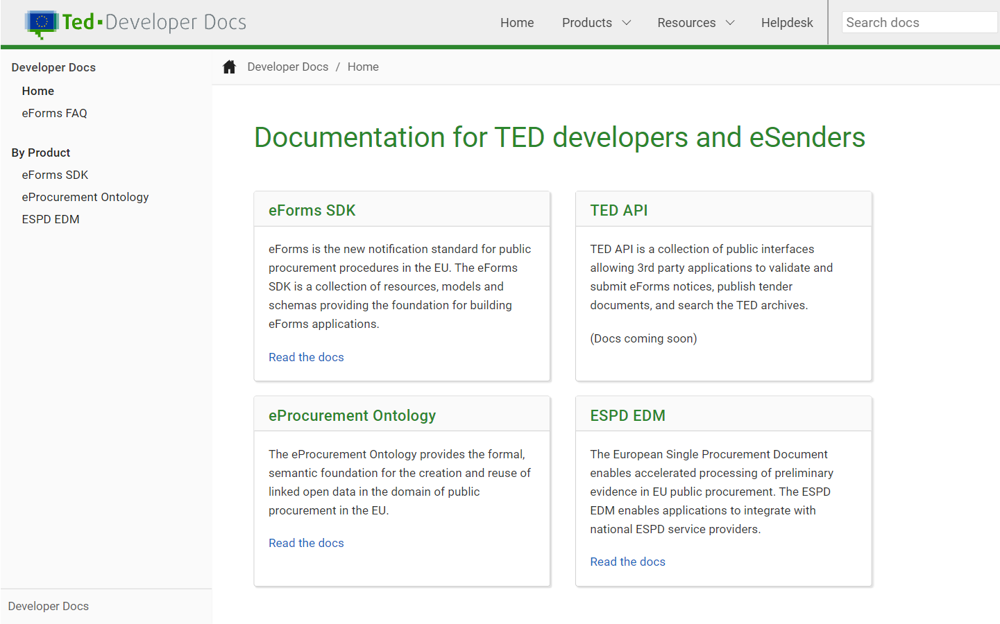 Ted Developer Docs
Home
Products
Resources
Helpdesk
Search docs
Developer Docs
Home
eForms FAQ
By Product
eForms SDK
eProcurement Ontology
ESPD EDM
Developer Docs
Developer Docs / Home
Documentation for TED developers and eSenders
eForms SDK
eForms is the new notification standard for public
procurement procedures in the EU. The eForms
SDK is a collection of resources, models and
schemas providing the foundation for building
eForms applications.
Read the docs
TED API
TED API is a collection of public interfaces
allowing 3rd party applications to validate and
submit eForms notices, publish tender
documents, and search the TED archives.
(Docs coming soon)
eProcurement Ontology
The eProcurement Ontology provides the formal,
semantic foundation for the creation and reuse of
linked open data in the domain of public
procurement in the EU.
Read the docs
ESPD EDM
The European Single Procurement Document
enables accelerated processing of preliminary
evidence in EU public procurement. The ESPD
EDM enables applications to integrate with
national ESPD service providers.
Read the docs